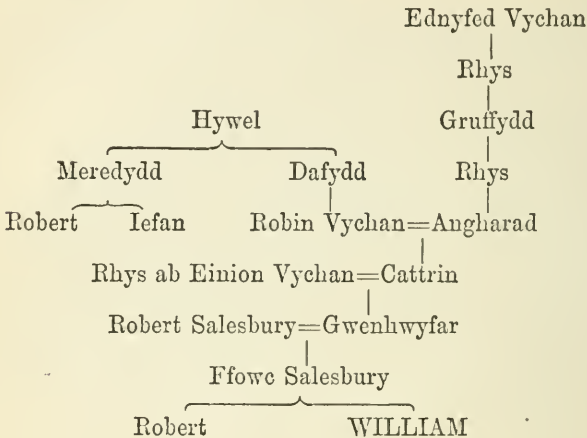 Ednyfed Vychan
Rhys
Hywel Gruffydd
Meredydd Dafydd Rhys
Robert Iefan Robin Vychan=Angharad
Rhys ab Einion Vychan=Cattrin
Robert Salesbury=Gwenhwyfar
Ffowc Salesbury
Robert WILLIAM